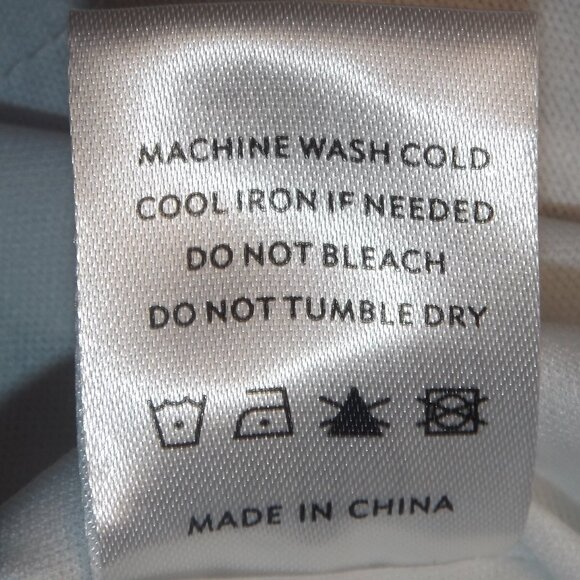 MACHINE WASH COLD
COOL IRON IF NEEDED
DO NOT BLEACH
DO NOT TUMBLE DRY
MADE IN CHINA